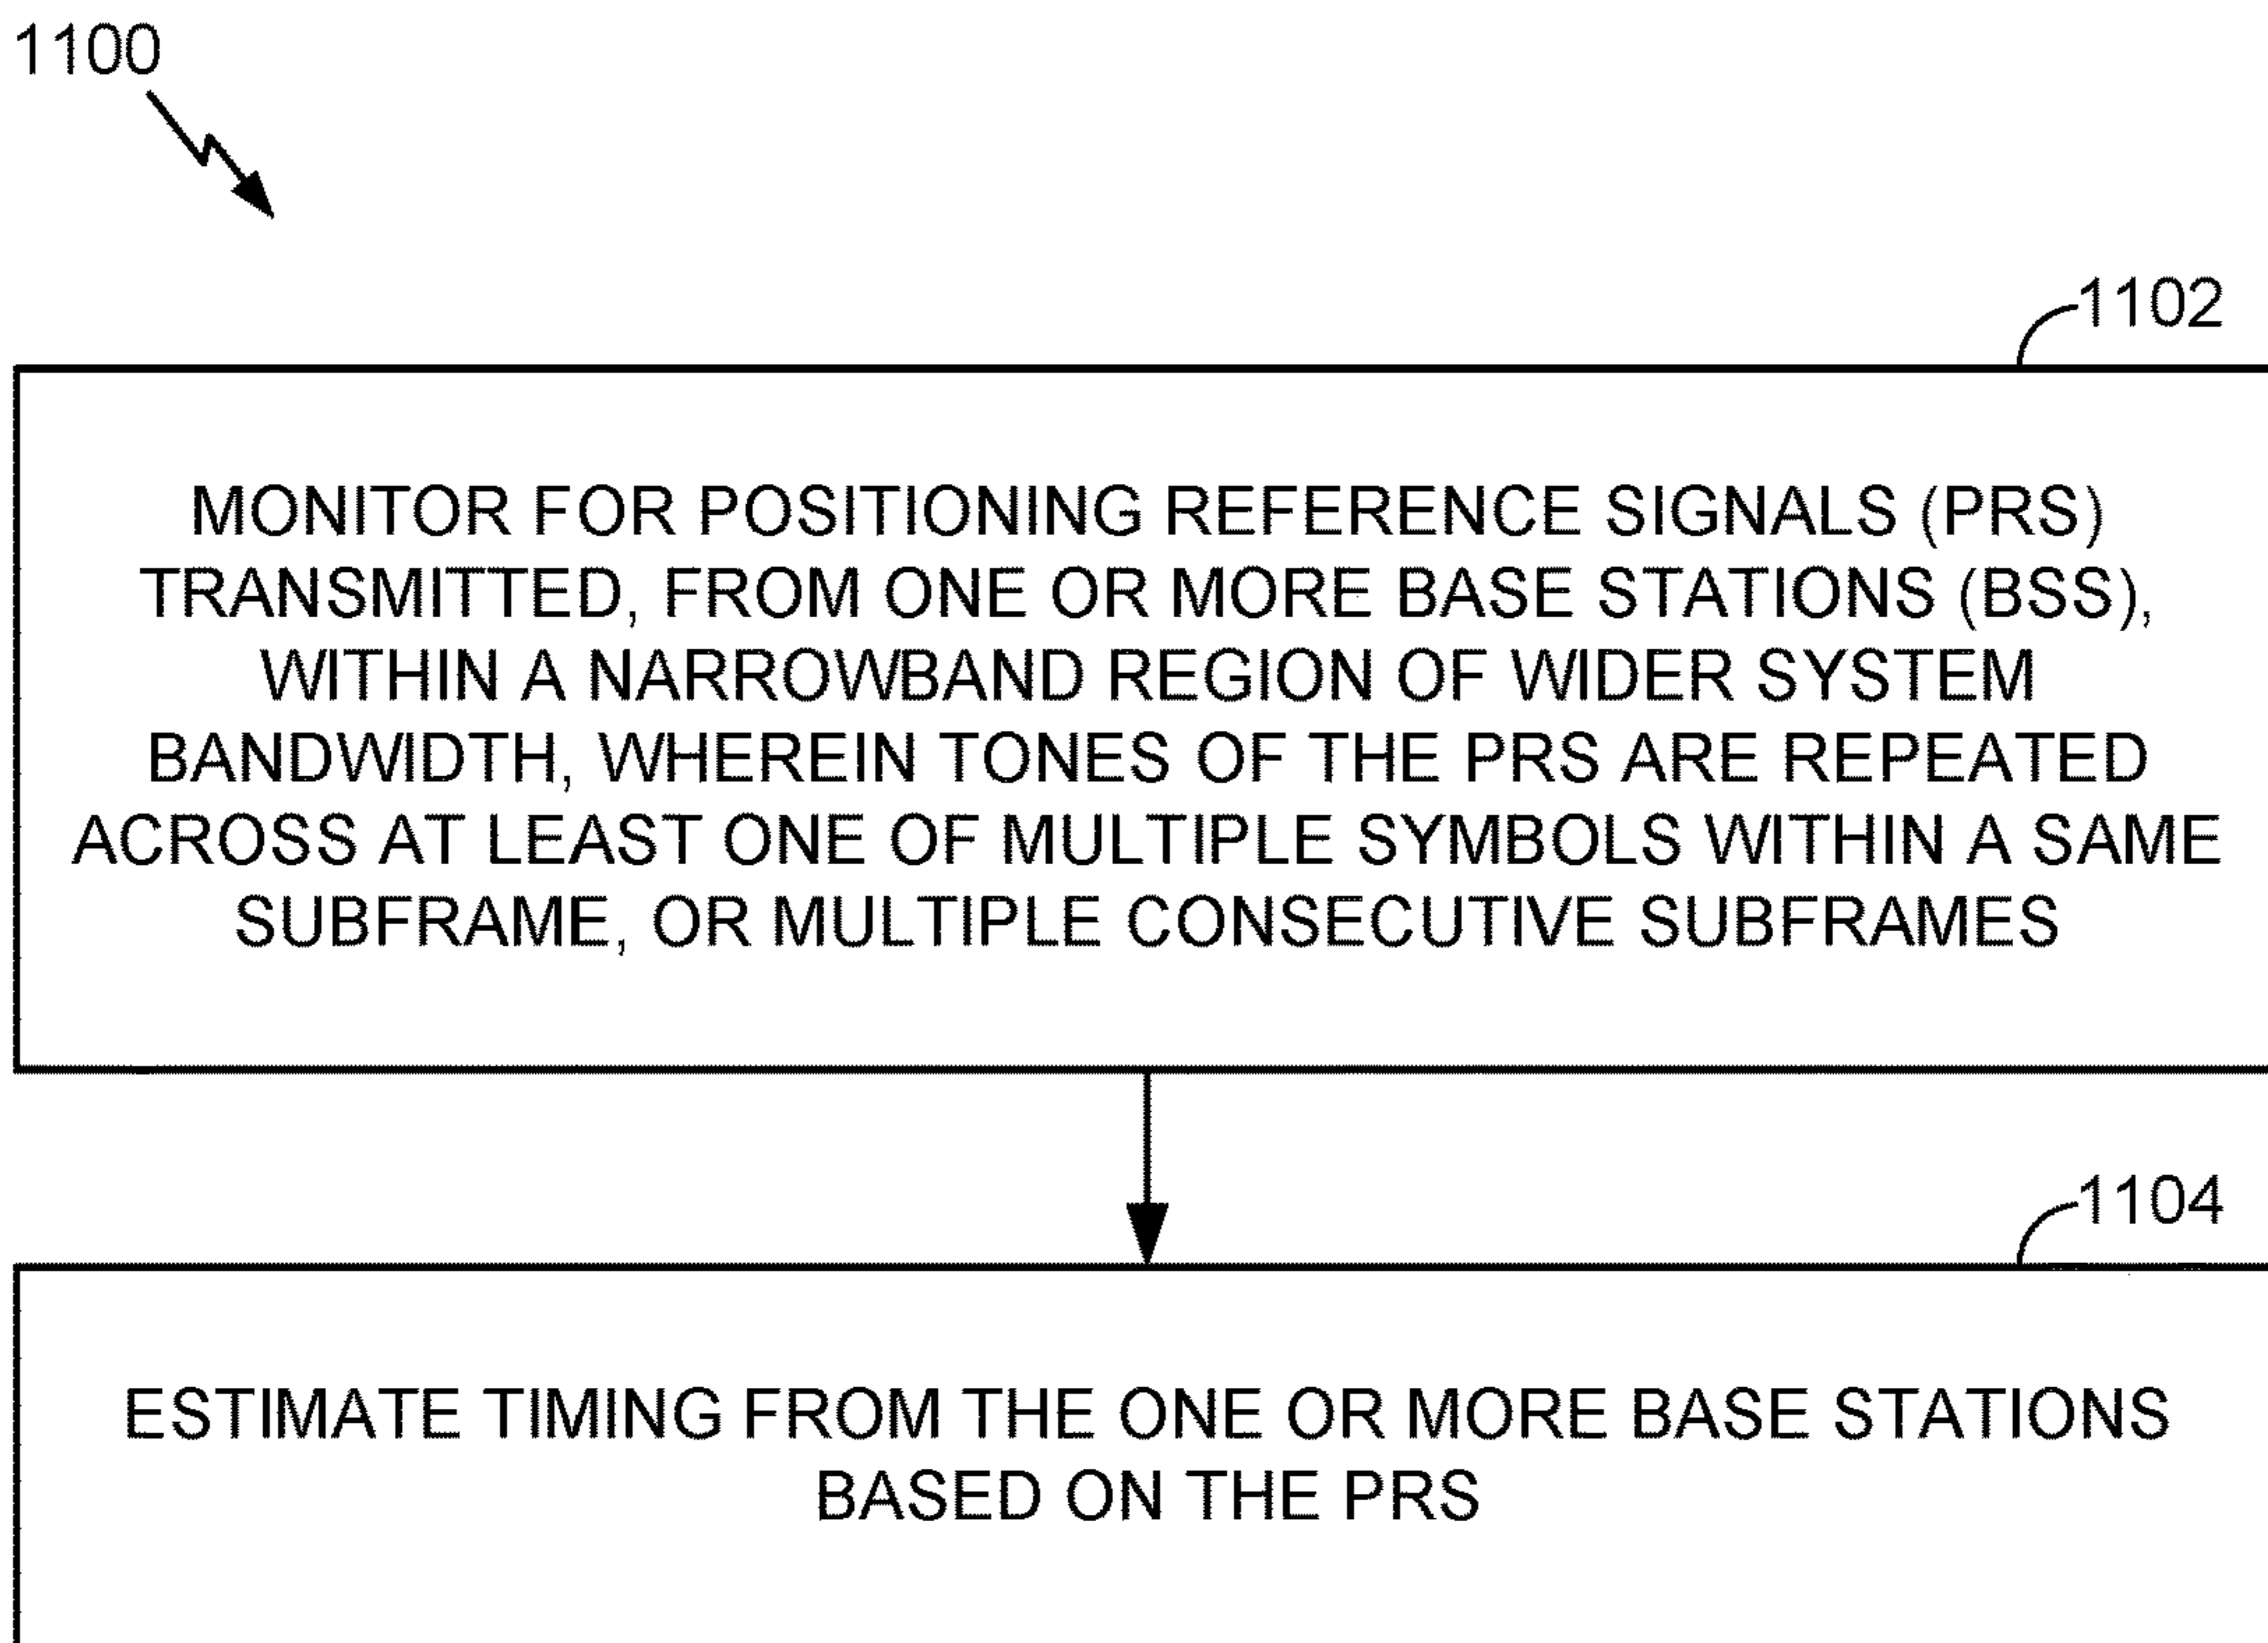 1100
1102
MONITOR FOR POSITIONING REFERENCE SIGNALS (PRS)
TRANSMITTED, FROM ONE OR MORE BASE STATIONS (BSS),
WITHIN A NARROWBAND REGION OF WIDER SYSTEM
BANDWIDTH, WHEREIN TONES OF THE PRS ARE REPEATED
ACROSS AT LEAST ONE OF MULTIPLE SYMBOLS WITHIN A SAME
SUBFRAME, OR MULTIPLE CONSECUTIVE SUBFRAMES
1104
ESTIMATE TIMING FROM THE ONE OR MORE BASE STATIONS
BASED ON THE PRS